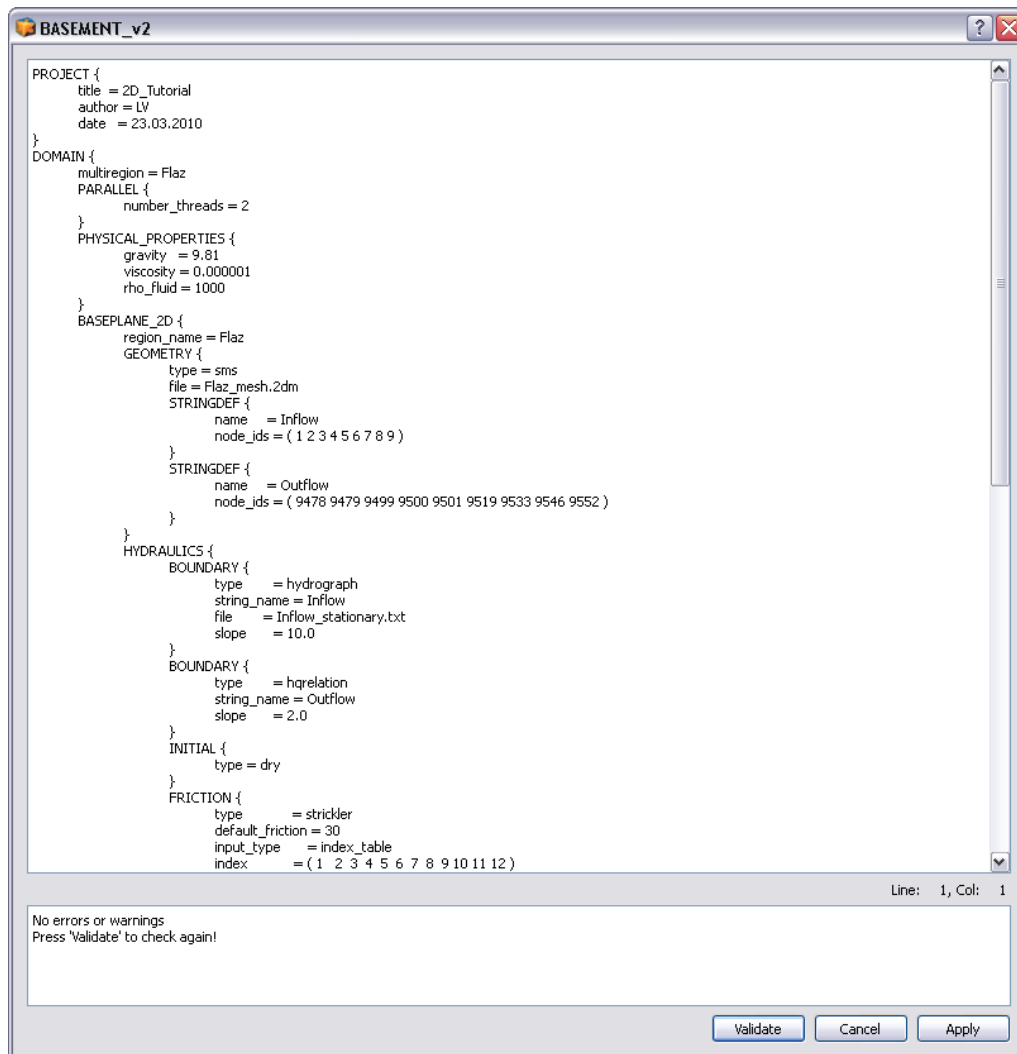 BASEMENT_v2
PROJECT {
title = 2D_Tutorial
author = LV
date = 23.03.2010
}
DOMAIN {
multiregion = Flaz
PARALLEL {
number_threads = 2
}
PHYSICAL_PROPERTIES {
gravity = 9.81
viscosity = 0.000001
rho_fluid = 1000
}
BASEPLANE_2D {
region_name = Flaz
GEOMETRY {
type = sms
file = Flaz_mesh.2dm
STRINGDEF {
name = Inflow
node_ids = ( 1 2 3 4 5 6 7 8 9 )
}
STRINGDEF {
name = Outflow
node_ids = ( 9478 9479 9499 9500 9501 9519 9533 9546 9552 )
}
}
HYDRAULICS {
BOUNDARY {
type = hydrograph
string_name = Inflow
file = Inflow_stationary.txt
slope = 10.0
}
BOUNDARY {
type = hqrelation
string_name = Outflow
slope = 2.0
}
INITIAL {
type = dry
}
FRICTION {
type = strickler
default_friction = 30
input_type = index_table
index = ( 1 2 3 4 5 6 7 8 9 10 11 12 )
Line: 1, Col: 1
No errors or warnings
Press 'Validate' to check again!
Validate Cancel Apply